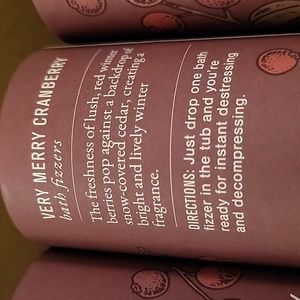 VERY MERRY CRANBERRY
bath fizzers
The freshness of lush, red winter
berries pop against a backdrop of
snow-covered cedar, creating a
bright and lively winter
fragrance.
DIRECTIONS: Just drop one bath
fizzer in the tub and you're
ready for instant destressing
and decompressing.